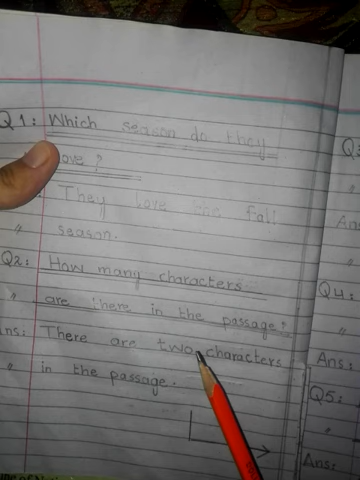 Q1: Which season do they
love?
They love the fall
" season.
Q2: How many characters
" are there in the passage?
Ans: There are two characters
" in the passage.
Q3:
Ans
"
Q4:
"
Ans:
Q5:
"
Ans: